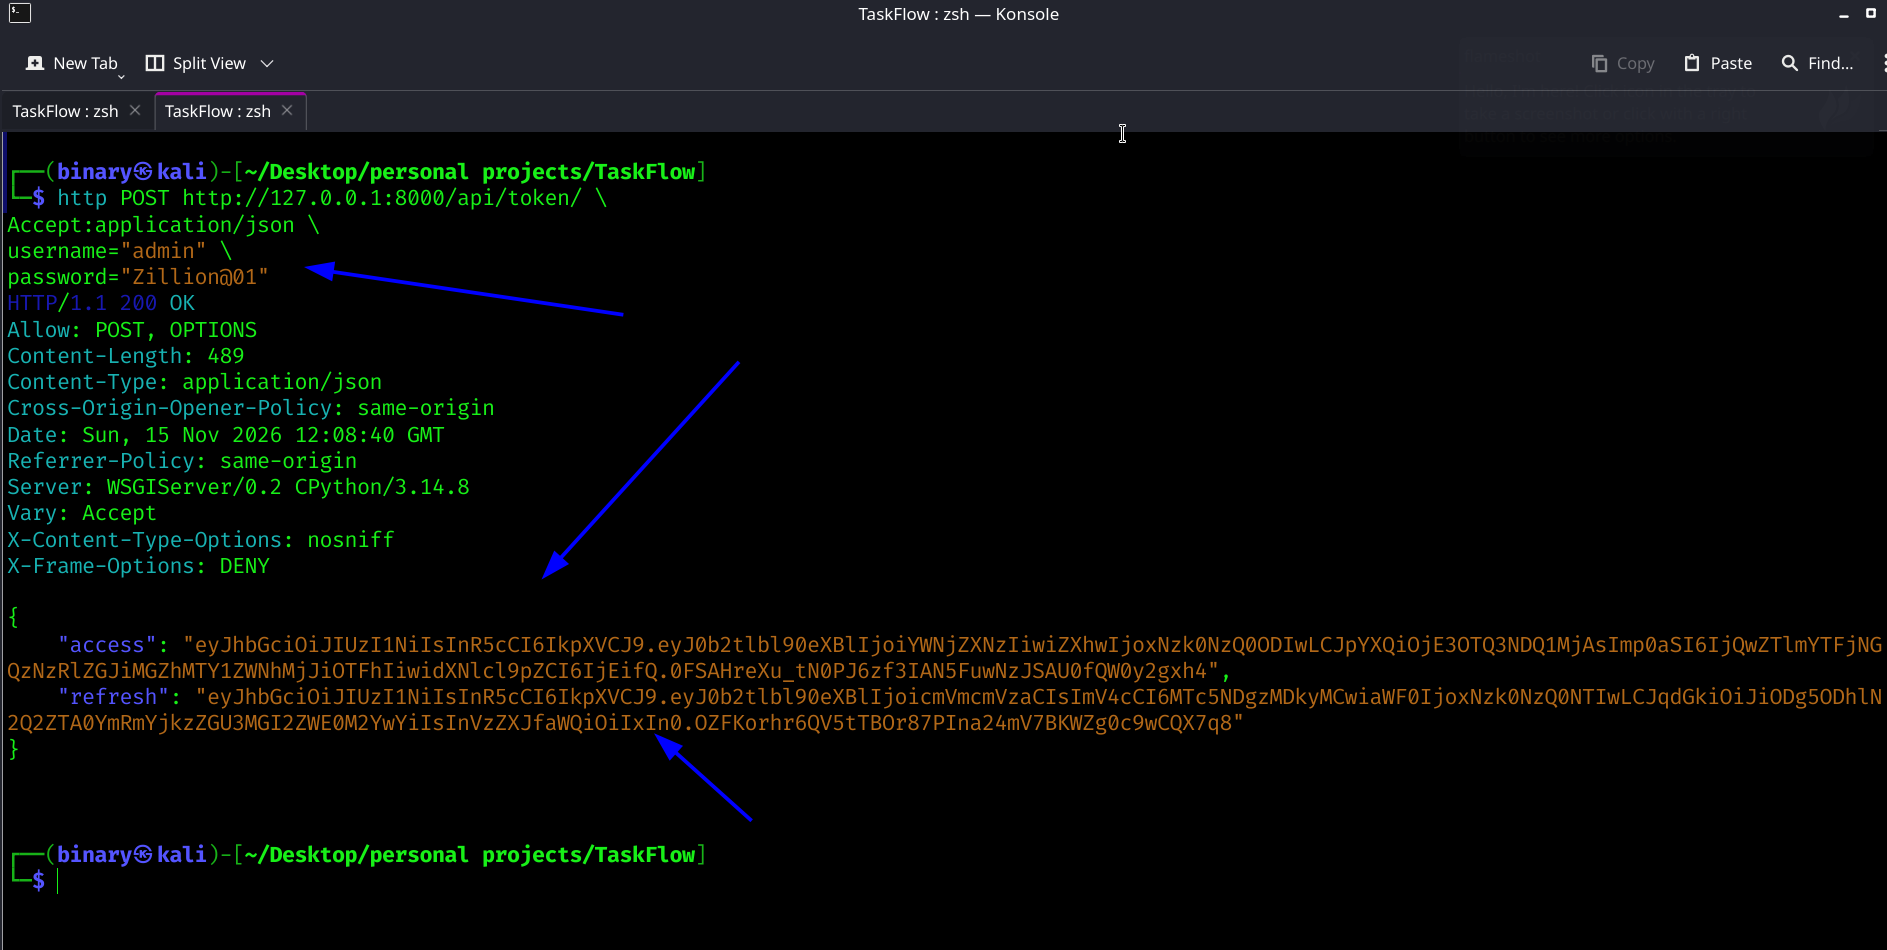 TaskFlow : zsh — Konsole
New Tab
Split View
Copy
Paste
Find...
TaskFlow : zsh
TaskFlow : zsh
┌──(binary㉿kali)-[~/Desktop/personal projects/TaskFlow]
└─$ http POST http://127.0.0.1:8000/api/token/ \
Accept:application/json \
username="admin" \
password="Zillion@01"
HTTP/1.1 200 OK
Allow: POST, OPTIONS
Content-Length: 489
Content-Type: application/json
Cross-Origin-Opener-Policy: same-origin
Date: Sun, 15 Nov 2026 12:08:40 GMT
Referrer-Policy: same-origin
Server: WSGIServer/0.2 CPython/3.14.8
Vary: Accept
X-Content-Type-Options: nosniff
X-Frame-Options: DENY
{
    "access": "eyJhbGciOiJIUzI1NiIsInR5cCI6IkpXVCJ9.eyJ0b2tlbl90eXBlIjoiYWNjZXNzIiwiZXhwIjoxNzk0NzQ0ODIwLCJpYXQiOjE3OTQ3NDQ1MjAsImp0aSI6IjQwZTlmYTFjNG
QzNzRlZGJiMGZhMTY1ZWNhMjJiOTFhIiwidXNlcl9pZCI6IjEifQ.0FSAHreXu_tN0PJ6zf3IAN5FuwNzJSAU0fQW0y2gxh4",
    "refresh": "eyJhbGciOiJIUzI1NiIsInR5cCI6IkpXVCJ9.eyJ0b2tlbl90eXBlIjoicmVmcmVzaCIsImV4cCI6MTc5NDgzMDkyMCwiaWF0IjoxNzk0NzQ0NTIwLCJqdGkiOiJiODg5ODhlN
2Q2ZTA0YmRmYjkzZGU3MGI2ZWE0M2YwYiIsInVzZXJfaWQiOiIxIn0.OZFKorhr6QV5tTBOr87PIna24mV7BKWZg0c9wCQX7q8"
}
┌──(binary㉿kali)-[~/Desktop/personal projects/TaskFlow]
└─$